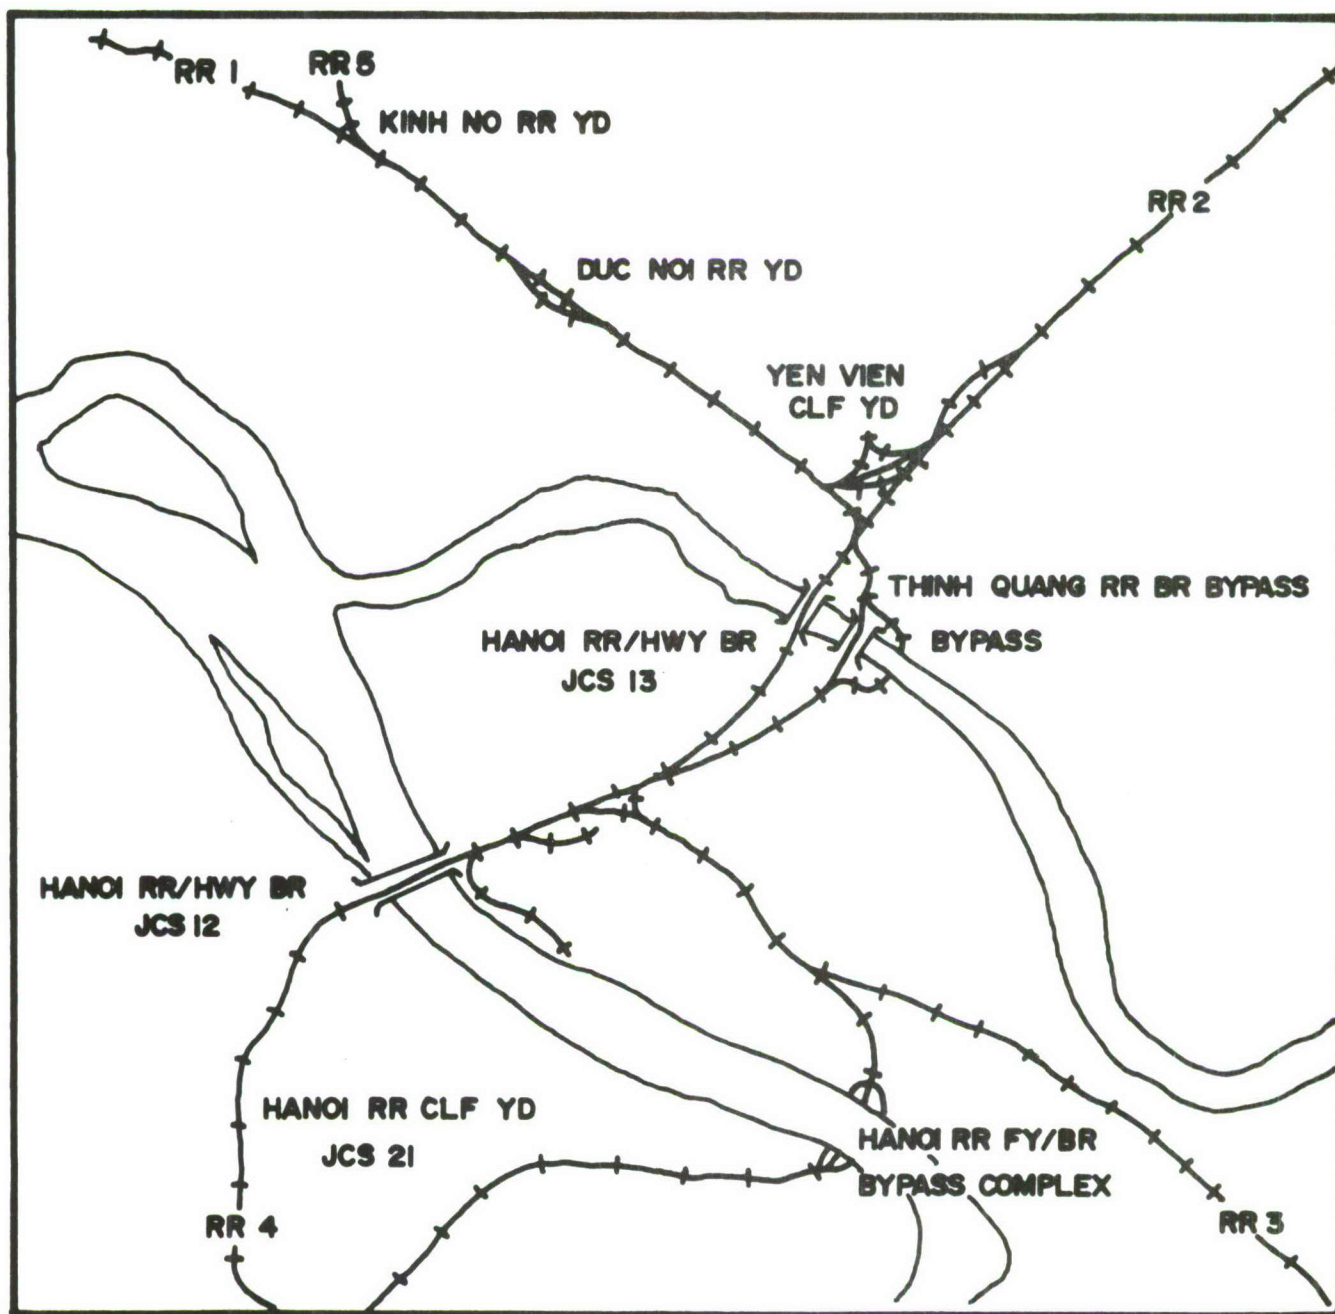 RR 1
RR 5
KINH NO RR YD
RR 2
DUC NOI RR YD
YEN VIEN
CLF YD
THINH QUANG RR BR BYPASS
HANOI RR/HWY BR
JCS 13
BYPASS
HANOI RR/HWY BR
JCS 12
HANOI RR CLF YD
JCS 21
HANOI RR FY/BR
BYPASS COMPLEX
RR 4
RR 3